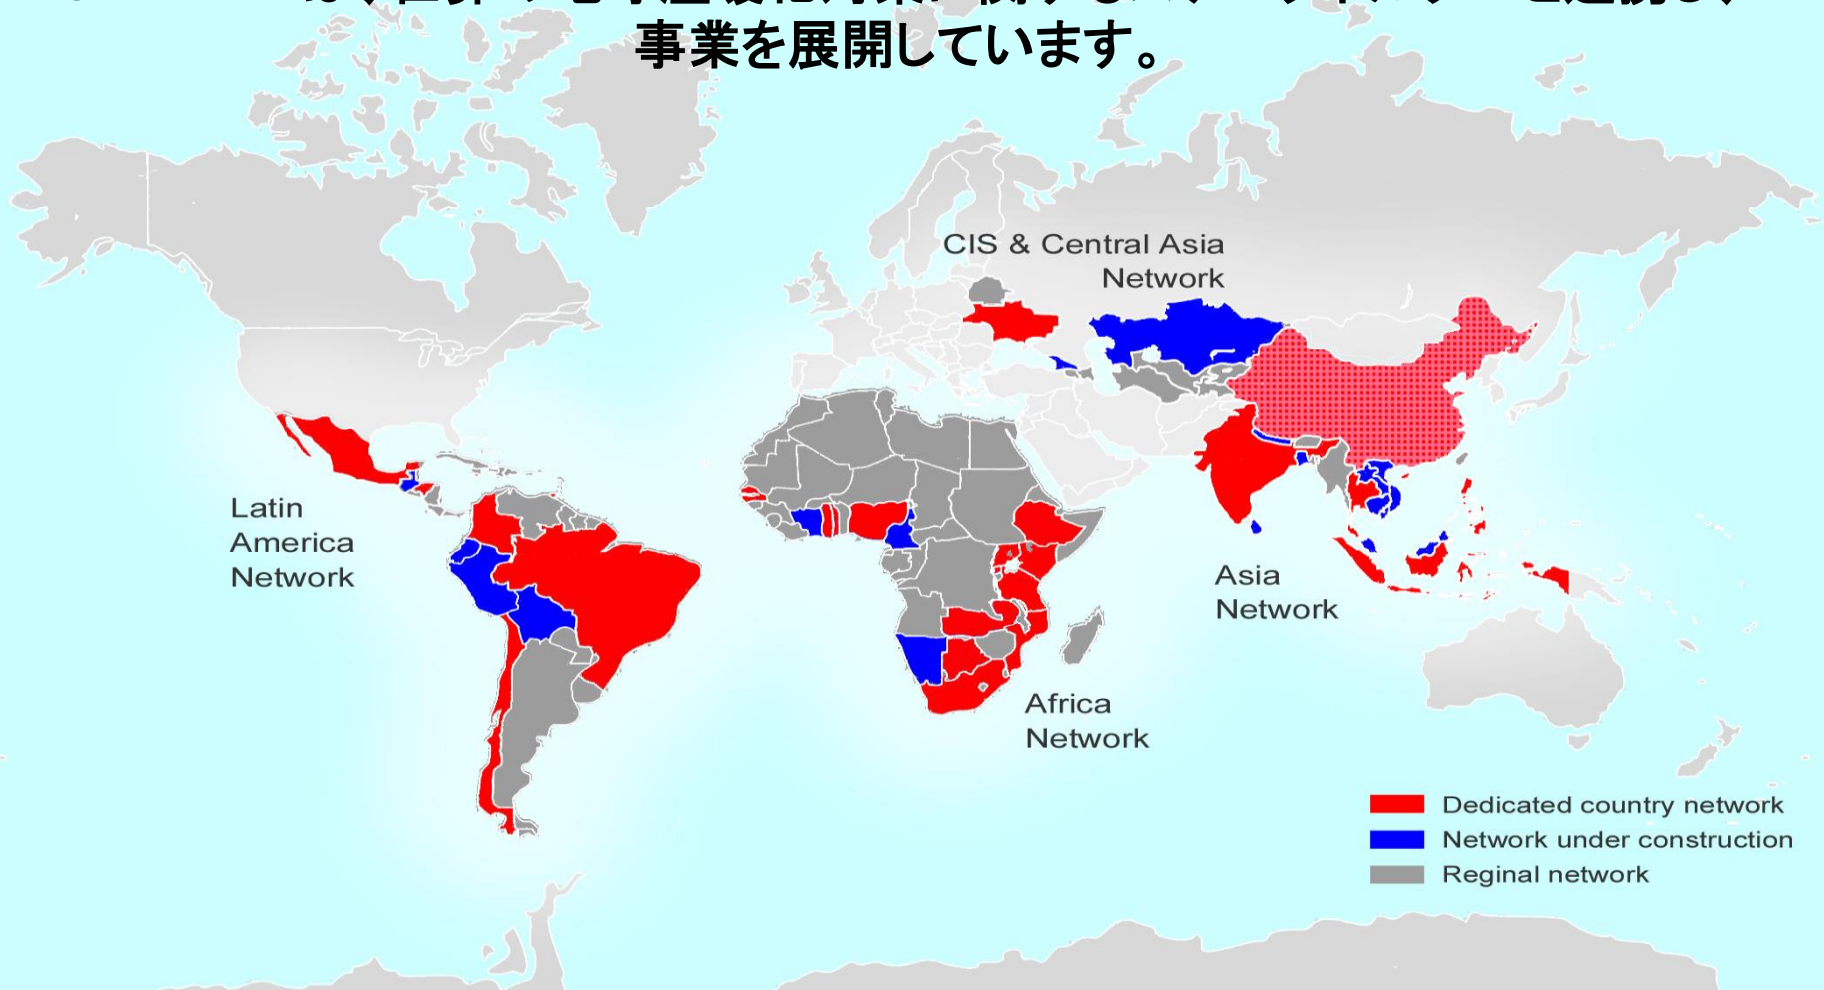 事業を展開しています。
CIS & Central Asia
Network
Latin
America
Network
Asia
Network
Africa
Network
Dedicated country network
Network under construction
Reginal network